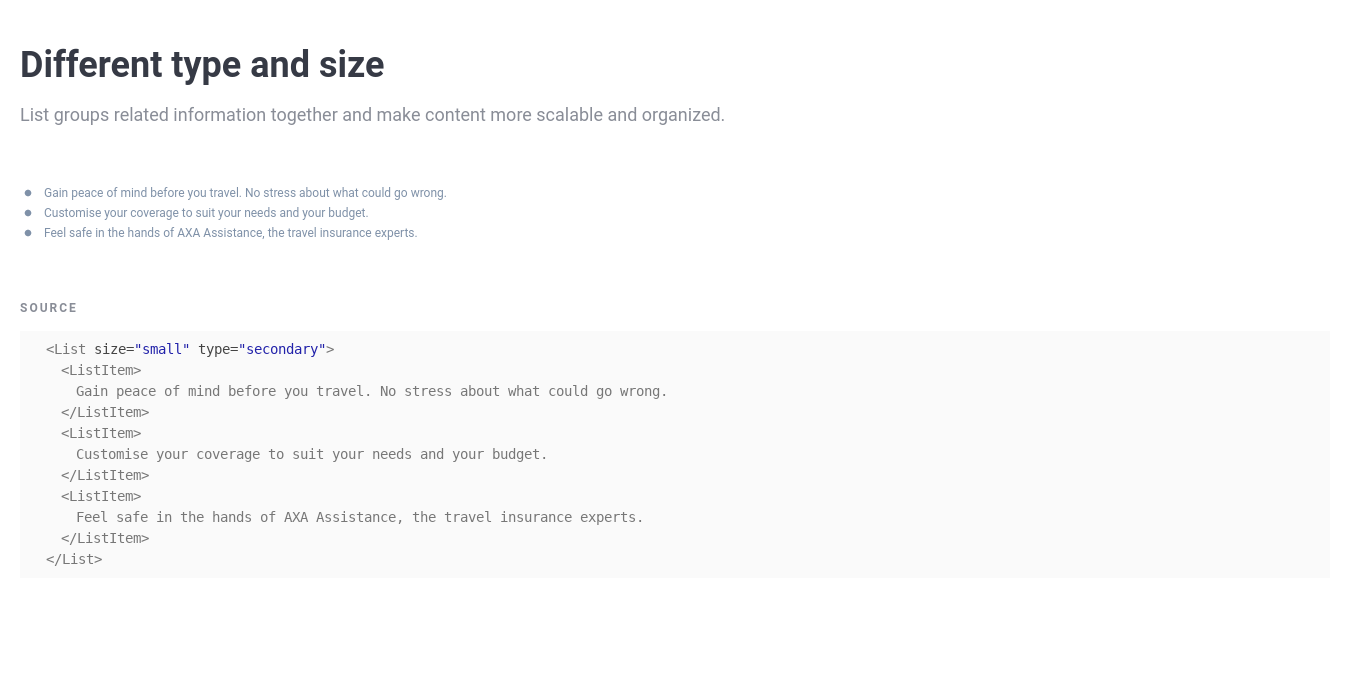 Different type and size
List groups related information together and make content more scalable and organized.
Gain peace of mind before you travel. No stress about what could go wrong.
Customise your coverage to suit your needs and your budget.
Feel safe in the hands of AXA Assistance, the travel insurance experts.
SOURCE
<List size="small" type="secondary">
<ListItem>
Gain peace of mind before you travel. No stress about what could go wrong.
</ListItem>
<ListItem>
Customise your coverage to suit your needs and your budget.
</ListItem>
<ListItem>
Feel safe in the hands of AXA Assistance, the travel insurance experts.
</ListItem>
</List>